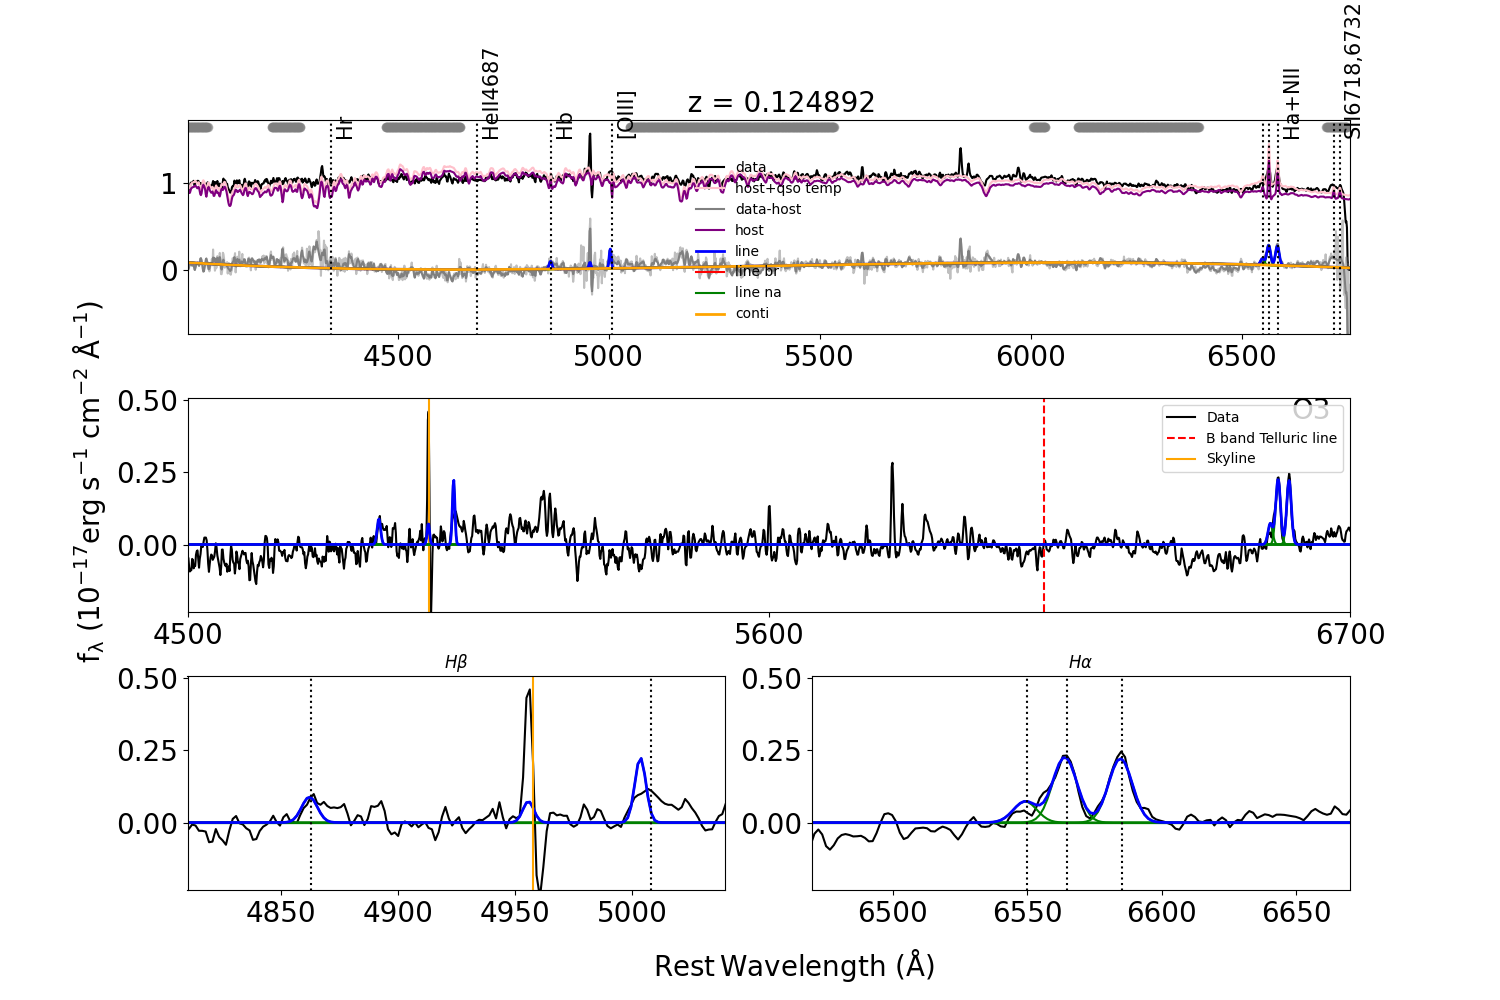 z = 0.124892
Hr
HeII4687
Hb
[OIII]
Ha+NII
SII6718,6732
data
host+qso temp
data-host
host
line
line br
line na
conti
1
0
4500 5000 5500 6000 6500
f_λ (10^−17 erg s^−1 cm^−2 Å^−1)
O3
Data
B band Telluric line
Skyline
0.50
0.25
0.00
4500 5600 6700
Hβ
0.50
0.25
0.00
4850 4900 4950 5000
Hα
0.50
0.25
0.00
6500 6550 6600 6650
Rest Wavelength (Å)